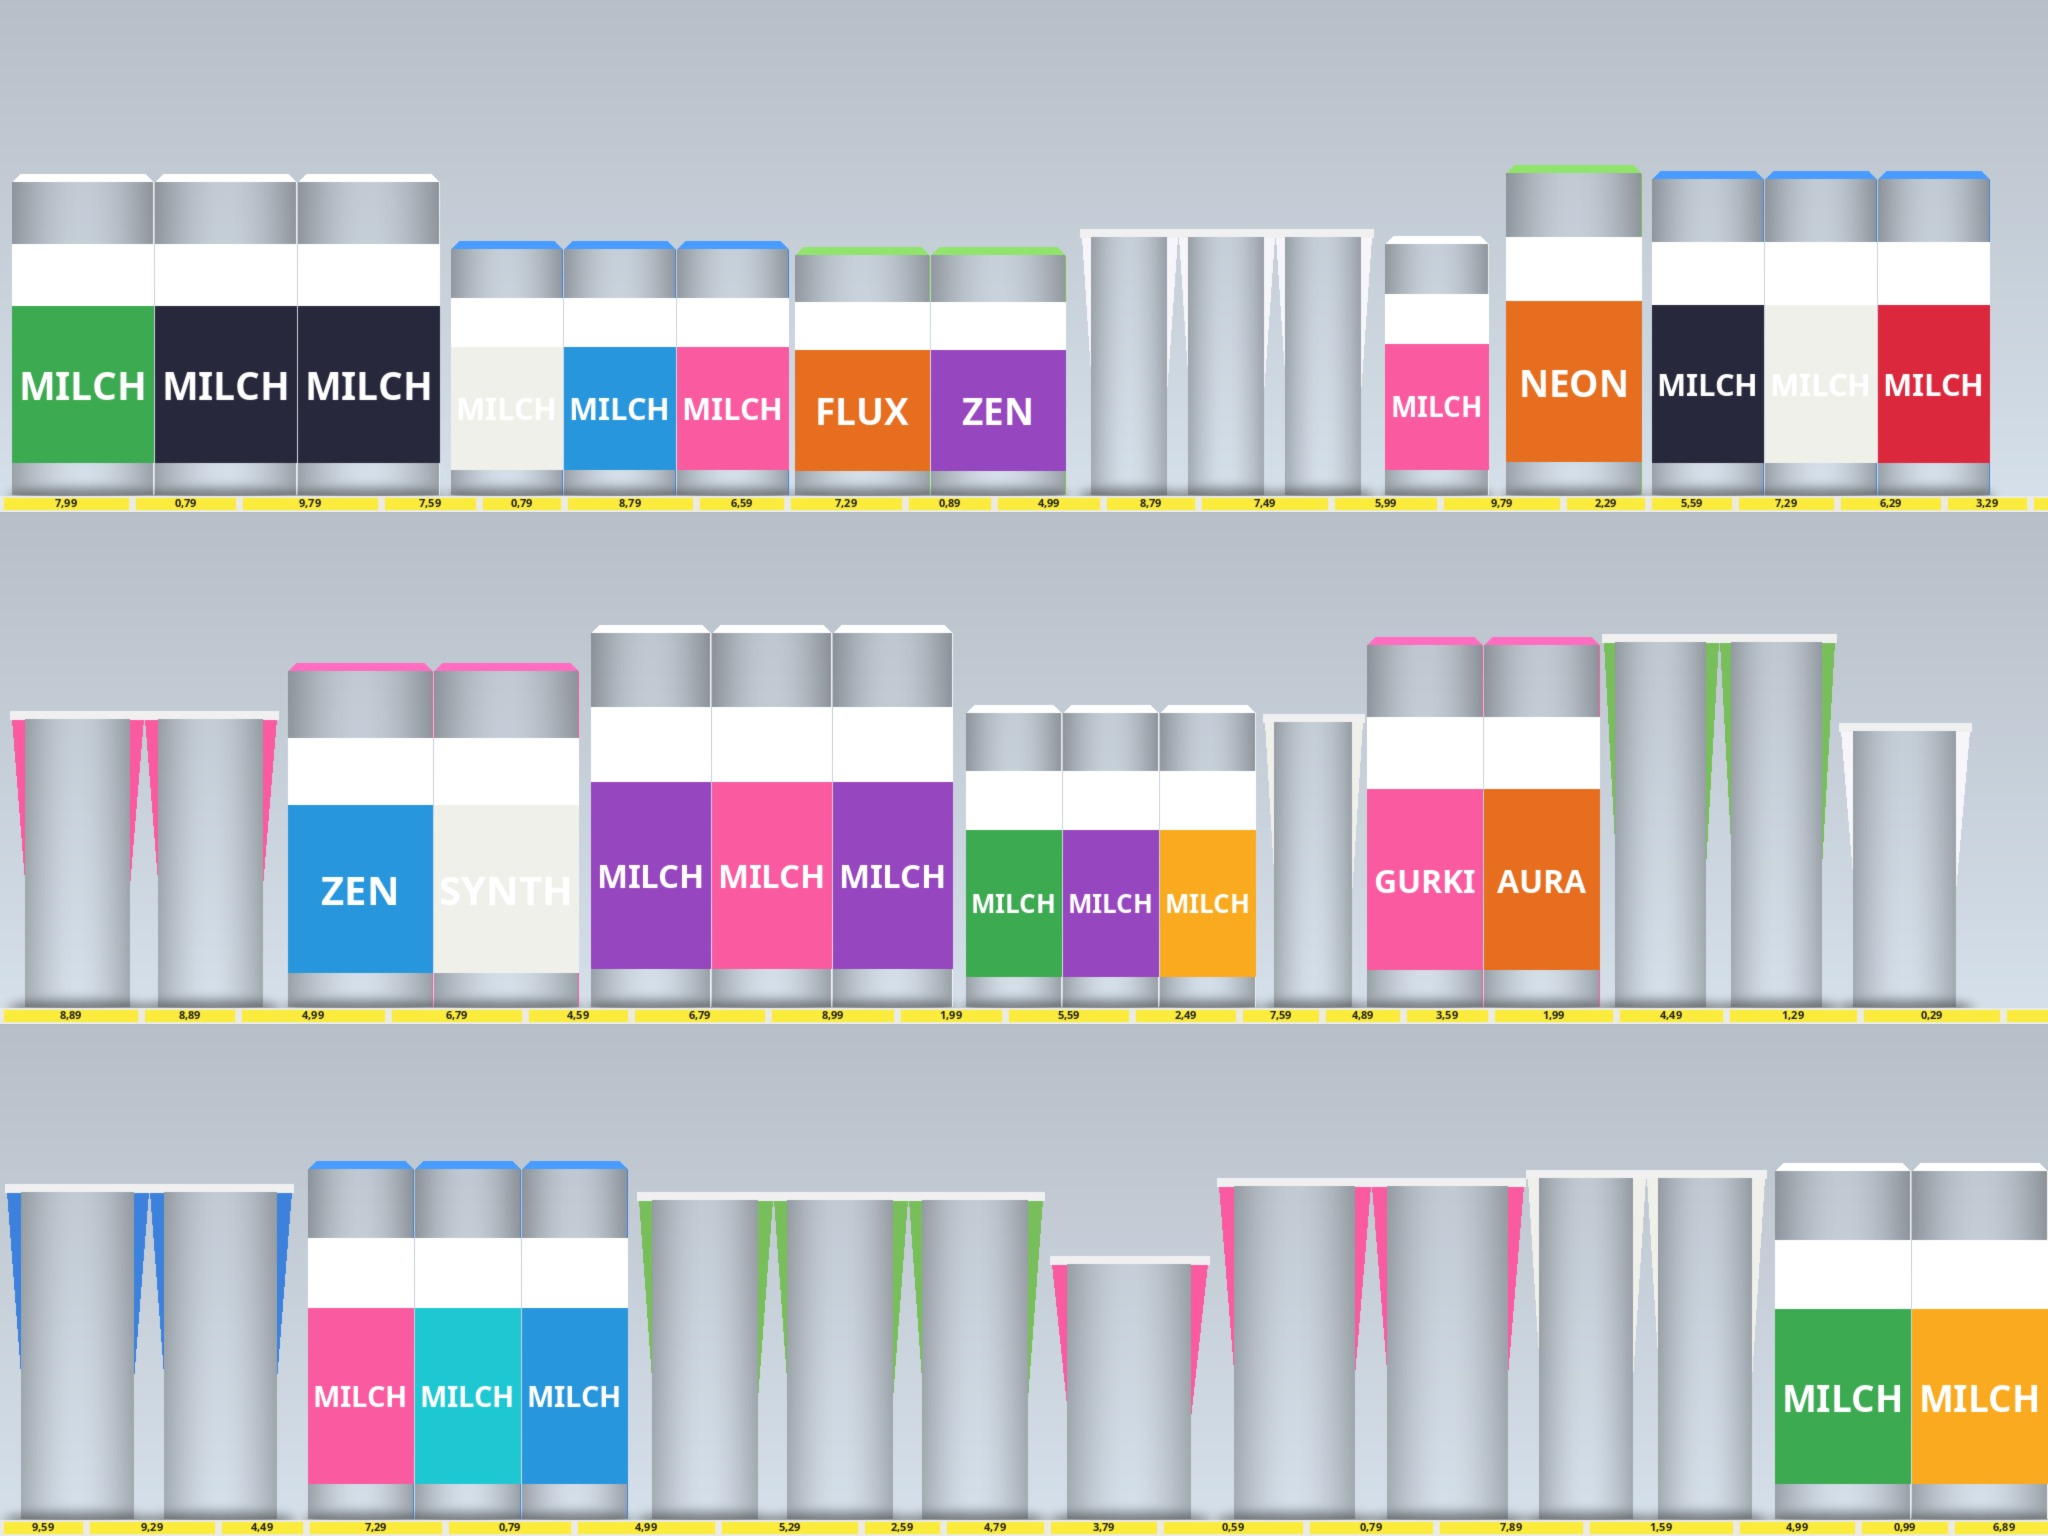 MILCH MILCH MILCH MILCH MILCH MILCH FLUX ZEN MILCH NEON MILCH MILCH MILCH
7,99 0,79 9,79 7,59 0,79 8,79 6,59 7,29 0,89 4,99 8,79 7,49 5,99 9,79 2,29 5,59 7,29 6,29 3,29
ZEN SYNTH MILCH MILCH MILCH MILCH MILCH MILCH GURKI AURA
8,89 8,89 4,99 6,79 4,59 6,79 8,99 1,99 5,59 2,49 7,59 4,89 3,59 1,99 4,49 1,29 0,29
MILCH MILCH MILCH MILCH MILCH
9,59 9,29 4,49 7,29 0,79 4,99 5,29 2,59 4,79 3,79 0,59 0,79 7,89 1,59 4,99 0,99 6,89